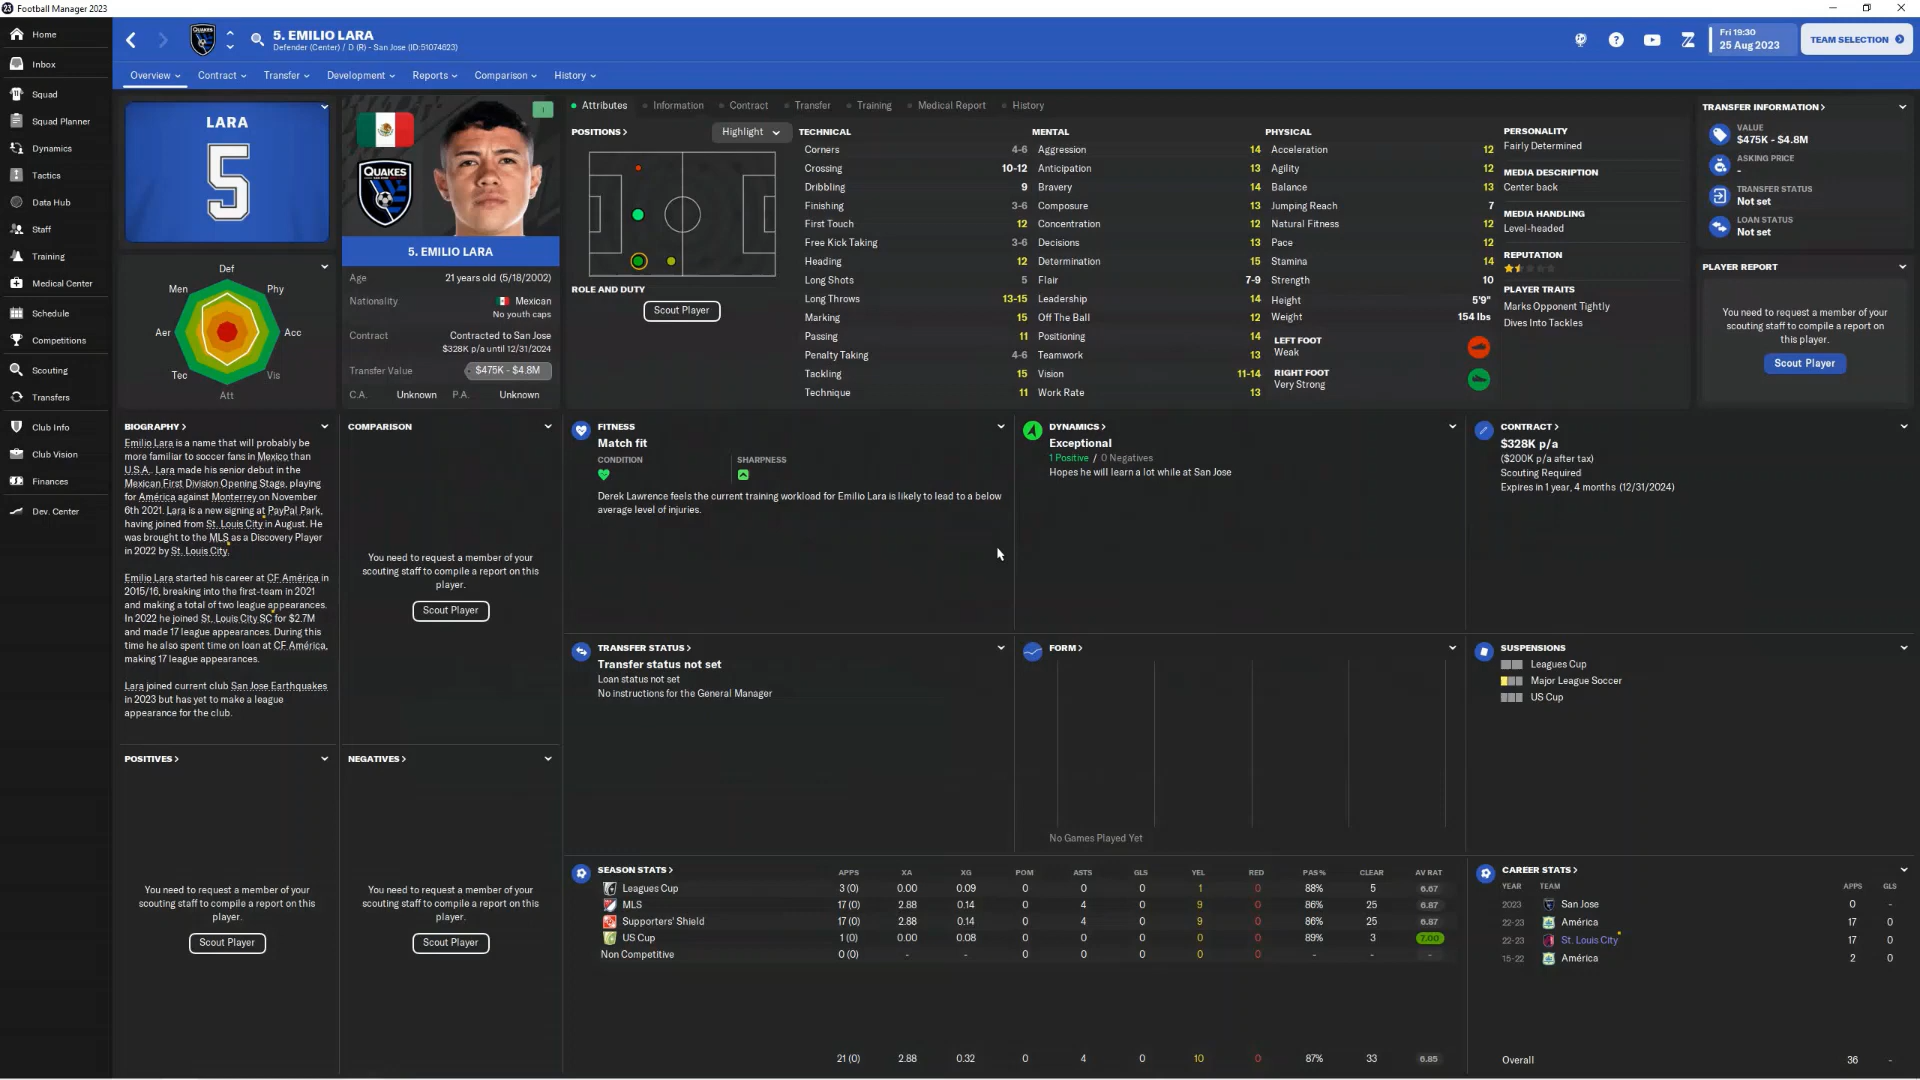 Football Manager 2023
Home
Inbox
Squad
Squad Planner
Dynamics
Tactics
Data Hub
Staff
Training
Medical Center
Schedule
Competitions
Scouting
Transfers
Club Info
Club Vision
Finances
Dev. Center
QUAKES
5. EMILIO LARA
Defender (Center) / D (R) - San Jose (ID:51074623)
Fri 19:30
25 Aug 2023
TEAM SELECTION
Overview
Contract
Transfer
Development
Reports
Comparison
History
LARA
5
Def
Phy
Acc
Vis
Att
Tec
Aer
Men
QUAKES
5. EMILIO LARA
Age 21 years old (5/18/2002)
Nationality Mexican
No youth caps
Contract Contracted to San Jose
$328K p/a until 12/31/2024
Transfer Value $475K - $4.8M
C.A. Unknown P.A. Unknown
Attributes
Information
Contract
Transfer
Training
Medical Report
History
POSITIONS >
Highlight
ROLE AND DUTY
Scout Player
TECHNICAL
Corners 4-6
Crossing 10-12
Dribbling 9
Finishing 3-6
First Touch 12
Free Kick Taking 3-6
Heading 12
Long Shots 5
Long Throws 13-15
Marking 15
Passing 11
Penalty Taking 4-6
Tackling 15
Technique 11
MENTAL
Aggression 14
Anticipation 13
Bravery 14
Composure 13
Concentration 12
Decisions 13
Determination 15
Flair 7-9
Leadership 14
Off The Ball 12
Positioning 14
Teamwork 13
Vision 11-14
Work Rate 13
PHYSICAL
Acceleration 12
Agility 12
Balance 13
Jumping Reach 7
Natural Fitness 12
Pace 12
Stamina 14
Strength 10
Height 5'9"
Weight 154 lbs
LEFT FOOT
Weak
RIGHT FOOT
Very Strong
PERSONALITY
Fairly Determined
MEDIA DESCRIPTION
Center back
MEDIA HANDLING
Level-headed
REPUTATION
PLAYER TRAITS
Marks Opponent Tightly
Dives Into Tackles
TRANSFER INFORMATION >
VALUE
$475K - $4.8M
ASKING PRICE
-
TRANSFER STATUS
Not set
LOAN STATUS
Not set
PLAYER REPORT
You need to request a member of your
scouting staff to compile a report on this
player.
Scout Player
BIOGRAPHY >
Emilio Lara is a name that will probably be
more familiar to soccer fans in Mexico than
U.S.A.. Lara made his senior debut in the
Mexican First Division Opening Stage, playing
for América against Monterrey on November
6th 2021. Lara is a new signing at PayPal Park,
having joined from St. Louis City in August. He
was brought to the MLS as a Discovery Player
in 2022 by St. Louis City.
Emilio Lara started his career at CF América in
2015/16, breaking into the first-team in 2021
and making a total of two league appearances.
In 2022 he joined St. Louis City SC for $2.7M
and made 17 league appearances. During this
time he also spent time on loan at CF América,
making 17 league appearances.
Lara joined current club San Jose Earthquakes
in 2023 but has yet to make a league
appearance for the club.
COMPARISON
You need to request a member of your
scouting staff to compile a report on this
player.
Scout Player
FITNESS
Match fit
CONDITION
SHARPNESS
Derek Lawrence feels the current training workload for Emilio Lara is likely to lead to a below
average level of injuries.
DYNAMICS >
Exceptional
1 Positive / 0 Negatives
Hopes he will learn a lot while at San Jose
CONTRACT >
$328K p/a
($200K p/a after tax)
Scouting Required
Expires in 1 year, 4 months (12/31/2024)
TRANSFER STATUS >
Transfer status not set
Loan status not set
No instructions for the General Manager
FORM >
No Games Played Yet
SUSPENSIONS
Leagues Cup
Major League Soccer
US Cup
POSITIVES >
You need to request a member of your
scouting staff to compile a report on this
player.
Scout Player
NEGATIVES >
You need to request a member of your
scouting staff to compile a report on this
player.
Scout Player
SEASON STATS > APPS XA XG POM ASTS GLS YEL RED PAS% CLEAR AV RAT
Leagues Cup 3 (0) 0.00 0.09 0 0 0 1 0 88% 5 6.67
MLS 17 (0) 2.88 0.14 0 4 0 9 0 86% 25 6.87
Supporters' Shield 17 (0) 2.88 0.14 0 4 0 9 0 86% 25 6.87
US Cup 1 (0) 0.00 0.08 0 0 0 0 0 89% 3 7.00
Non Competitive 0 (0) - - 0 0 0 0 0 - - -
21 (0) 2.88 0.32 0 4 0 10 0 87% 33 6.85
CAREER STATS >
YEAR TEAM APPS GLS
2023 San Jose 0 -
22-23 América 17 0
22-23 St. Louis City 17 0
15-22 América 2 0
Overall 36 -